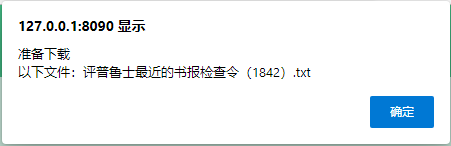 127.0.0.1:8090 显示
准备下载
以下文件：评普鲁士最近的书报检查令（1842）.txt
确定